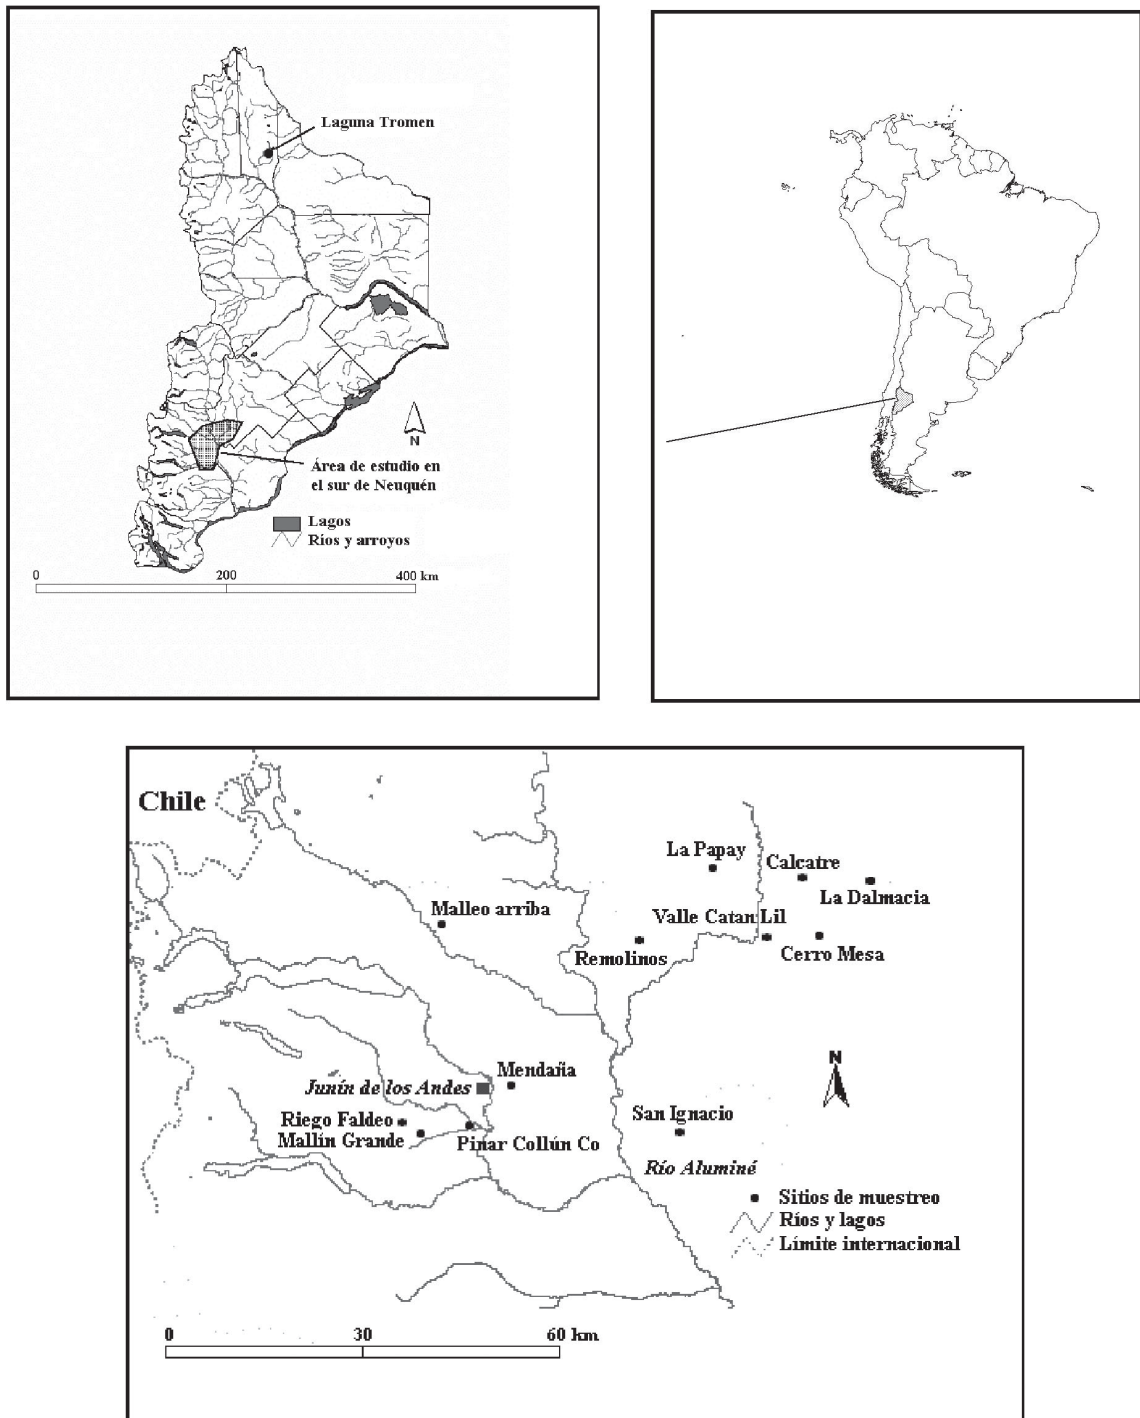 Laguna Tromen
N
Área de estudio en
el sur de Neuquén
Lagos
Ríos y arroyos
0 200 400 km
Chile
La Papay
Calcatre
La Dalmacia
Malleo arriba
Valle Catan Lil
Remolinos
Cerro Mesa
N
Mendaña
Junín de los Andes
San Ignacio
Riego Faldeo
Mallín Grande
Pinar Collún Co
Río Aluminé
Sitios de muestreo
Ríos y lagos
Límite internacional
0 30 60 km